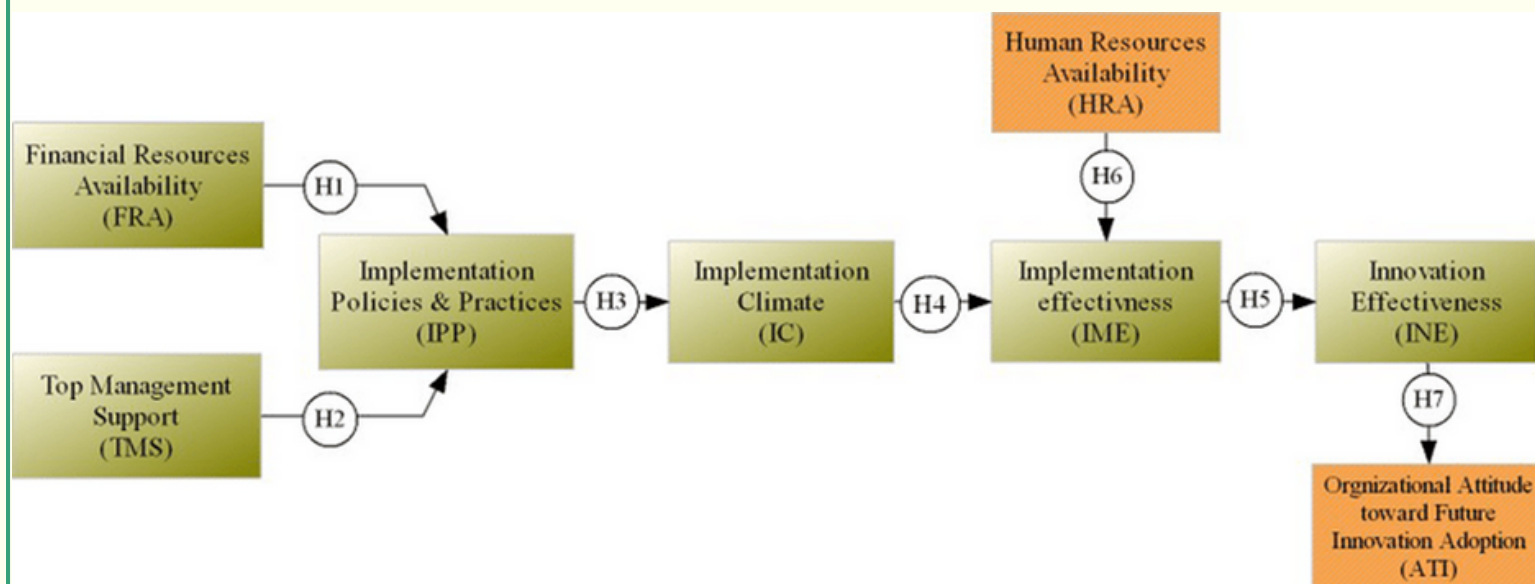 Human Resources
Availability
(HRA)
Financial Resources
Availability
(FRA)
H1
H6
Implementation
Policies & Practices
(IPP)
H3
Implementation
Climate
(IC)
H4
Implementation
effectivness
(IME)
H5
Innovation
Effectiveness
(INE)
Top Management
Support
(TMS)
H2
H7
Orgnizational Attitude
toward Future
Innovation Adoption
(ATI)